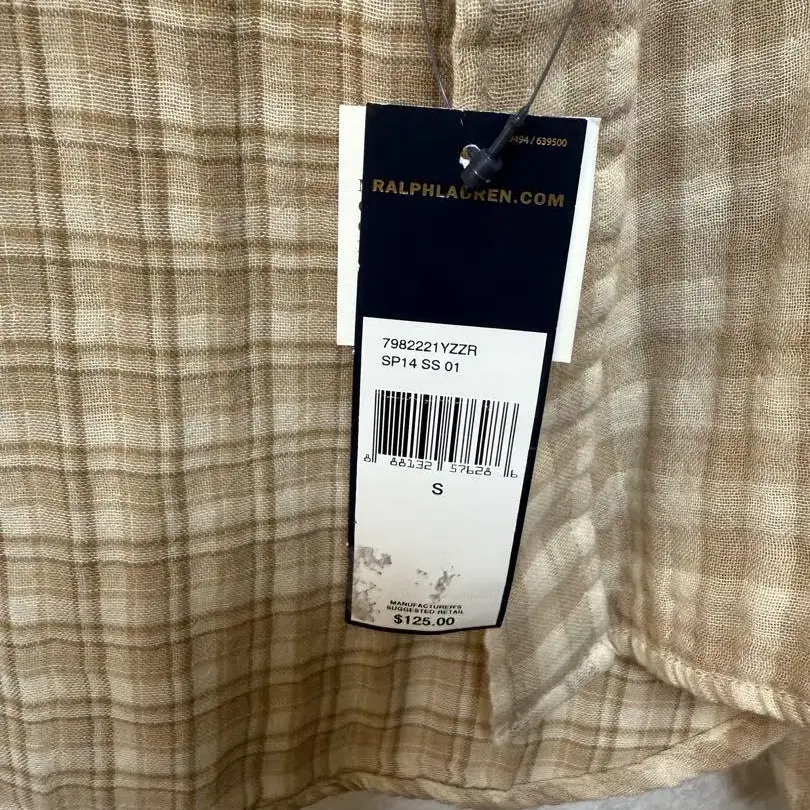 494 / 639500
RALPHLAUREN.COM
7982221YZZR
SP14 SS 01
8 88132 57628 6
S
MANUFACTURER'S
SUGGESTED RETAIL
$125.00